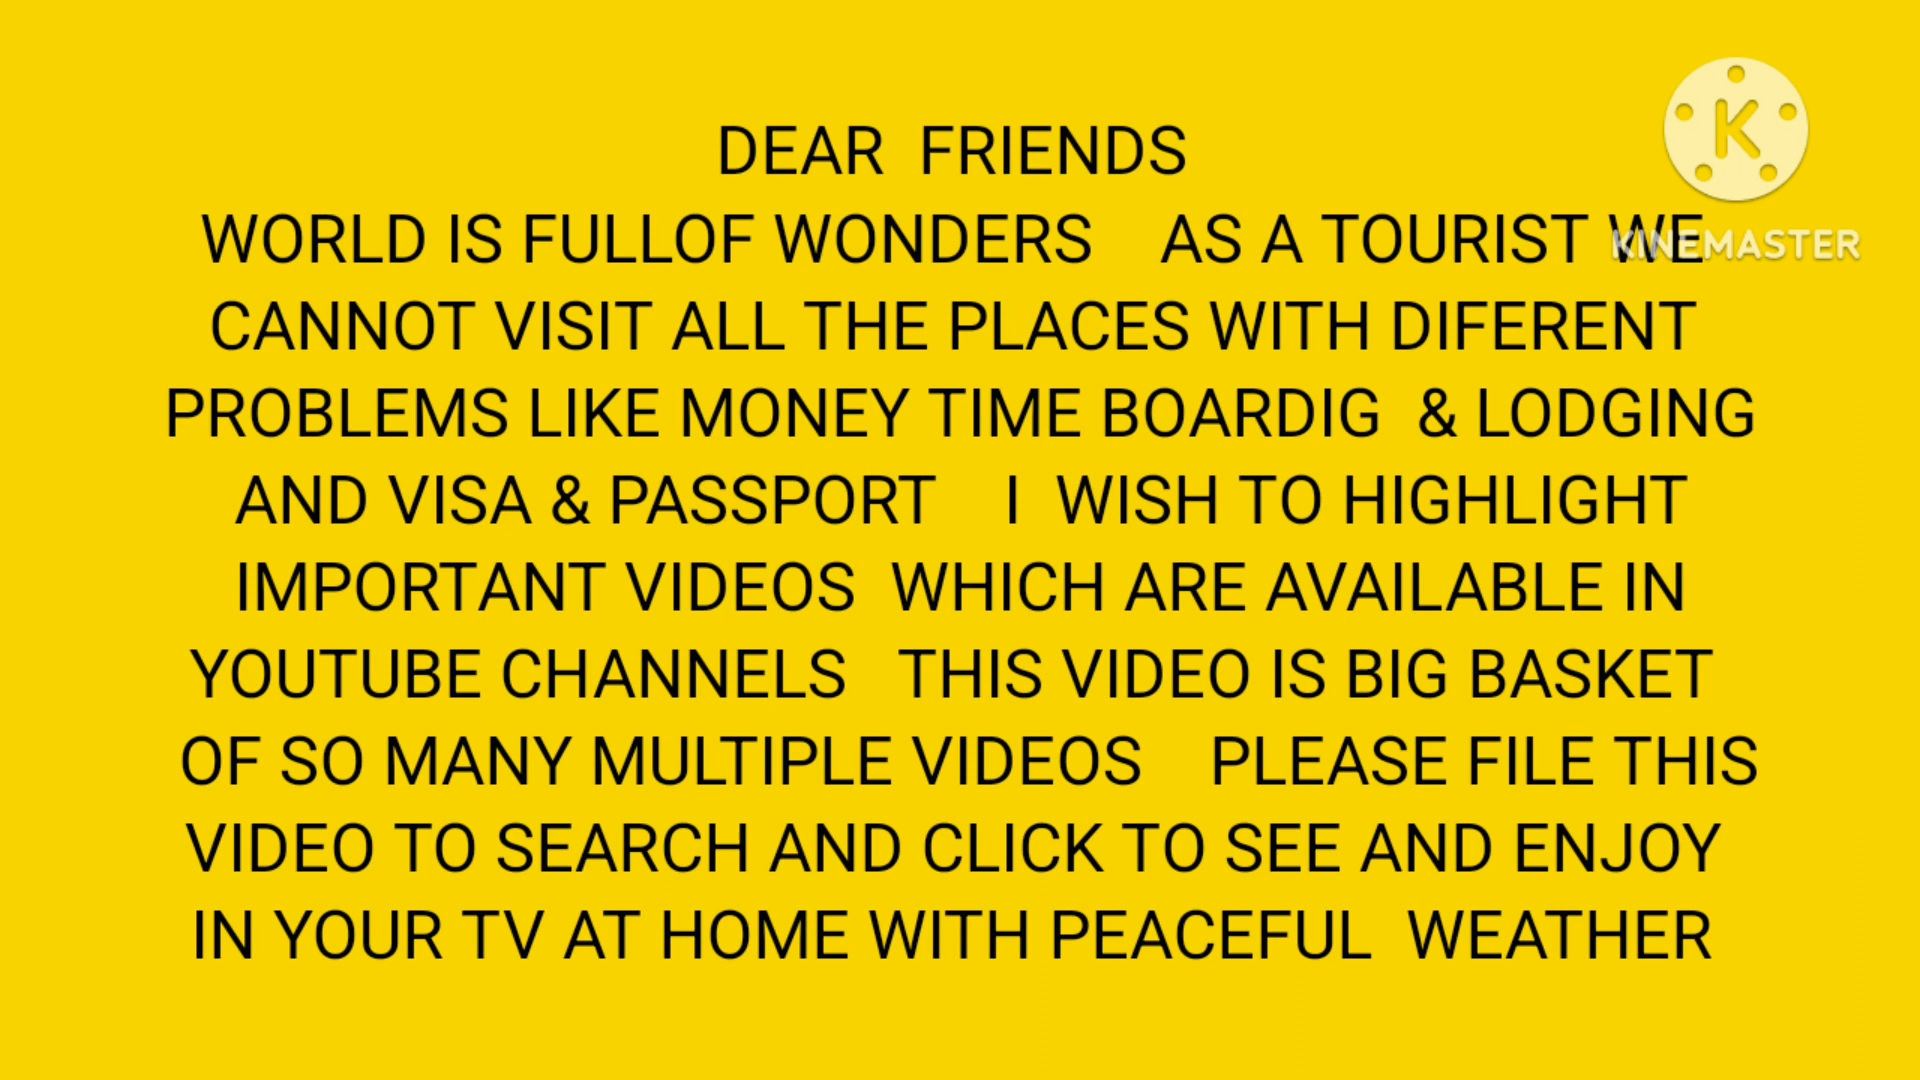 DEAR FRIENDS
WORLD IS FULLOF WONDERS AS A TOURIST WE
CANNOT VISIT ALL THE PLACES WITH DIFERENT
PROBLEMS LIKE MONEY TIME BOARDIG & LODGING
AND VISA & PASSPORT I WISH TO HIGHLIGHT
IMPORTANT VIDEOS WHICH ARE AVAILABLE IN
YOUTUBE CHANNELS THIS VIDEO IS BIG BASKET
OF SO MANY MULTIPLE VIDEOS PLEASE FILE THIS
VIDEO TO SEARCH AND CLICK TO SEE AND ENJOY
IN YOUR TV AT HOME WITH PEACEFUL WEATHER
K
KINEMASTER